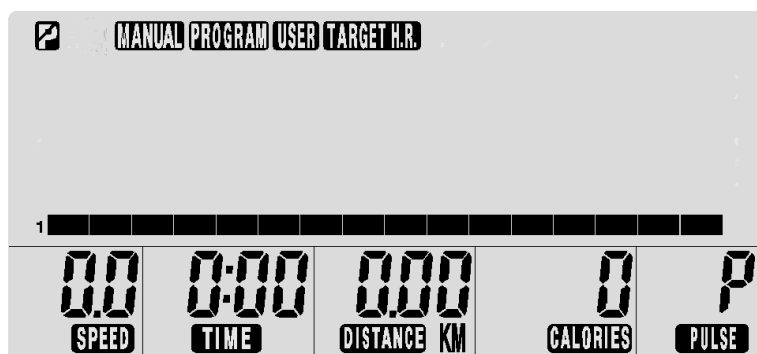 MANUAL PROGRAM USER TARGET H.R.
1
0.0 0:00 0.00 0 P
SPEED TIME DISTANCE KM CALORIES PULSE